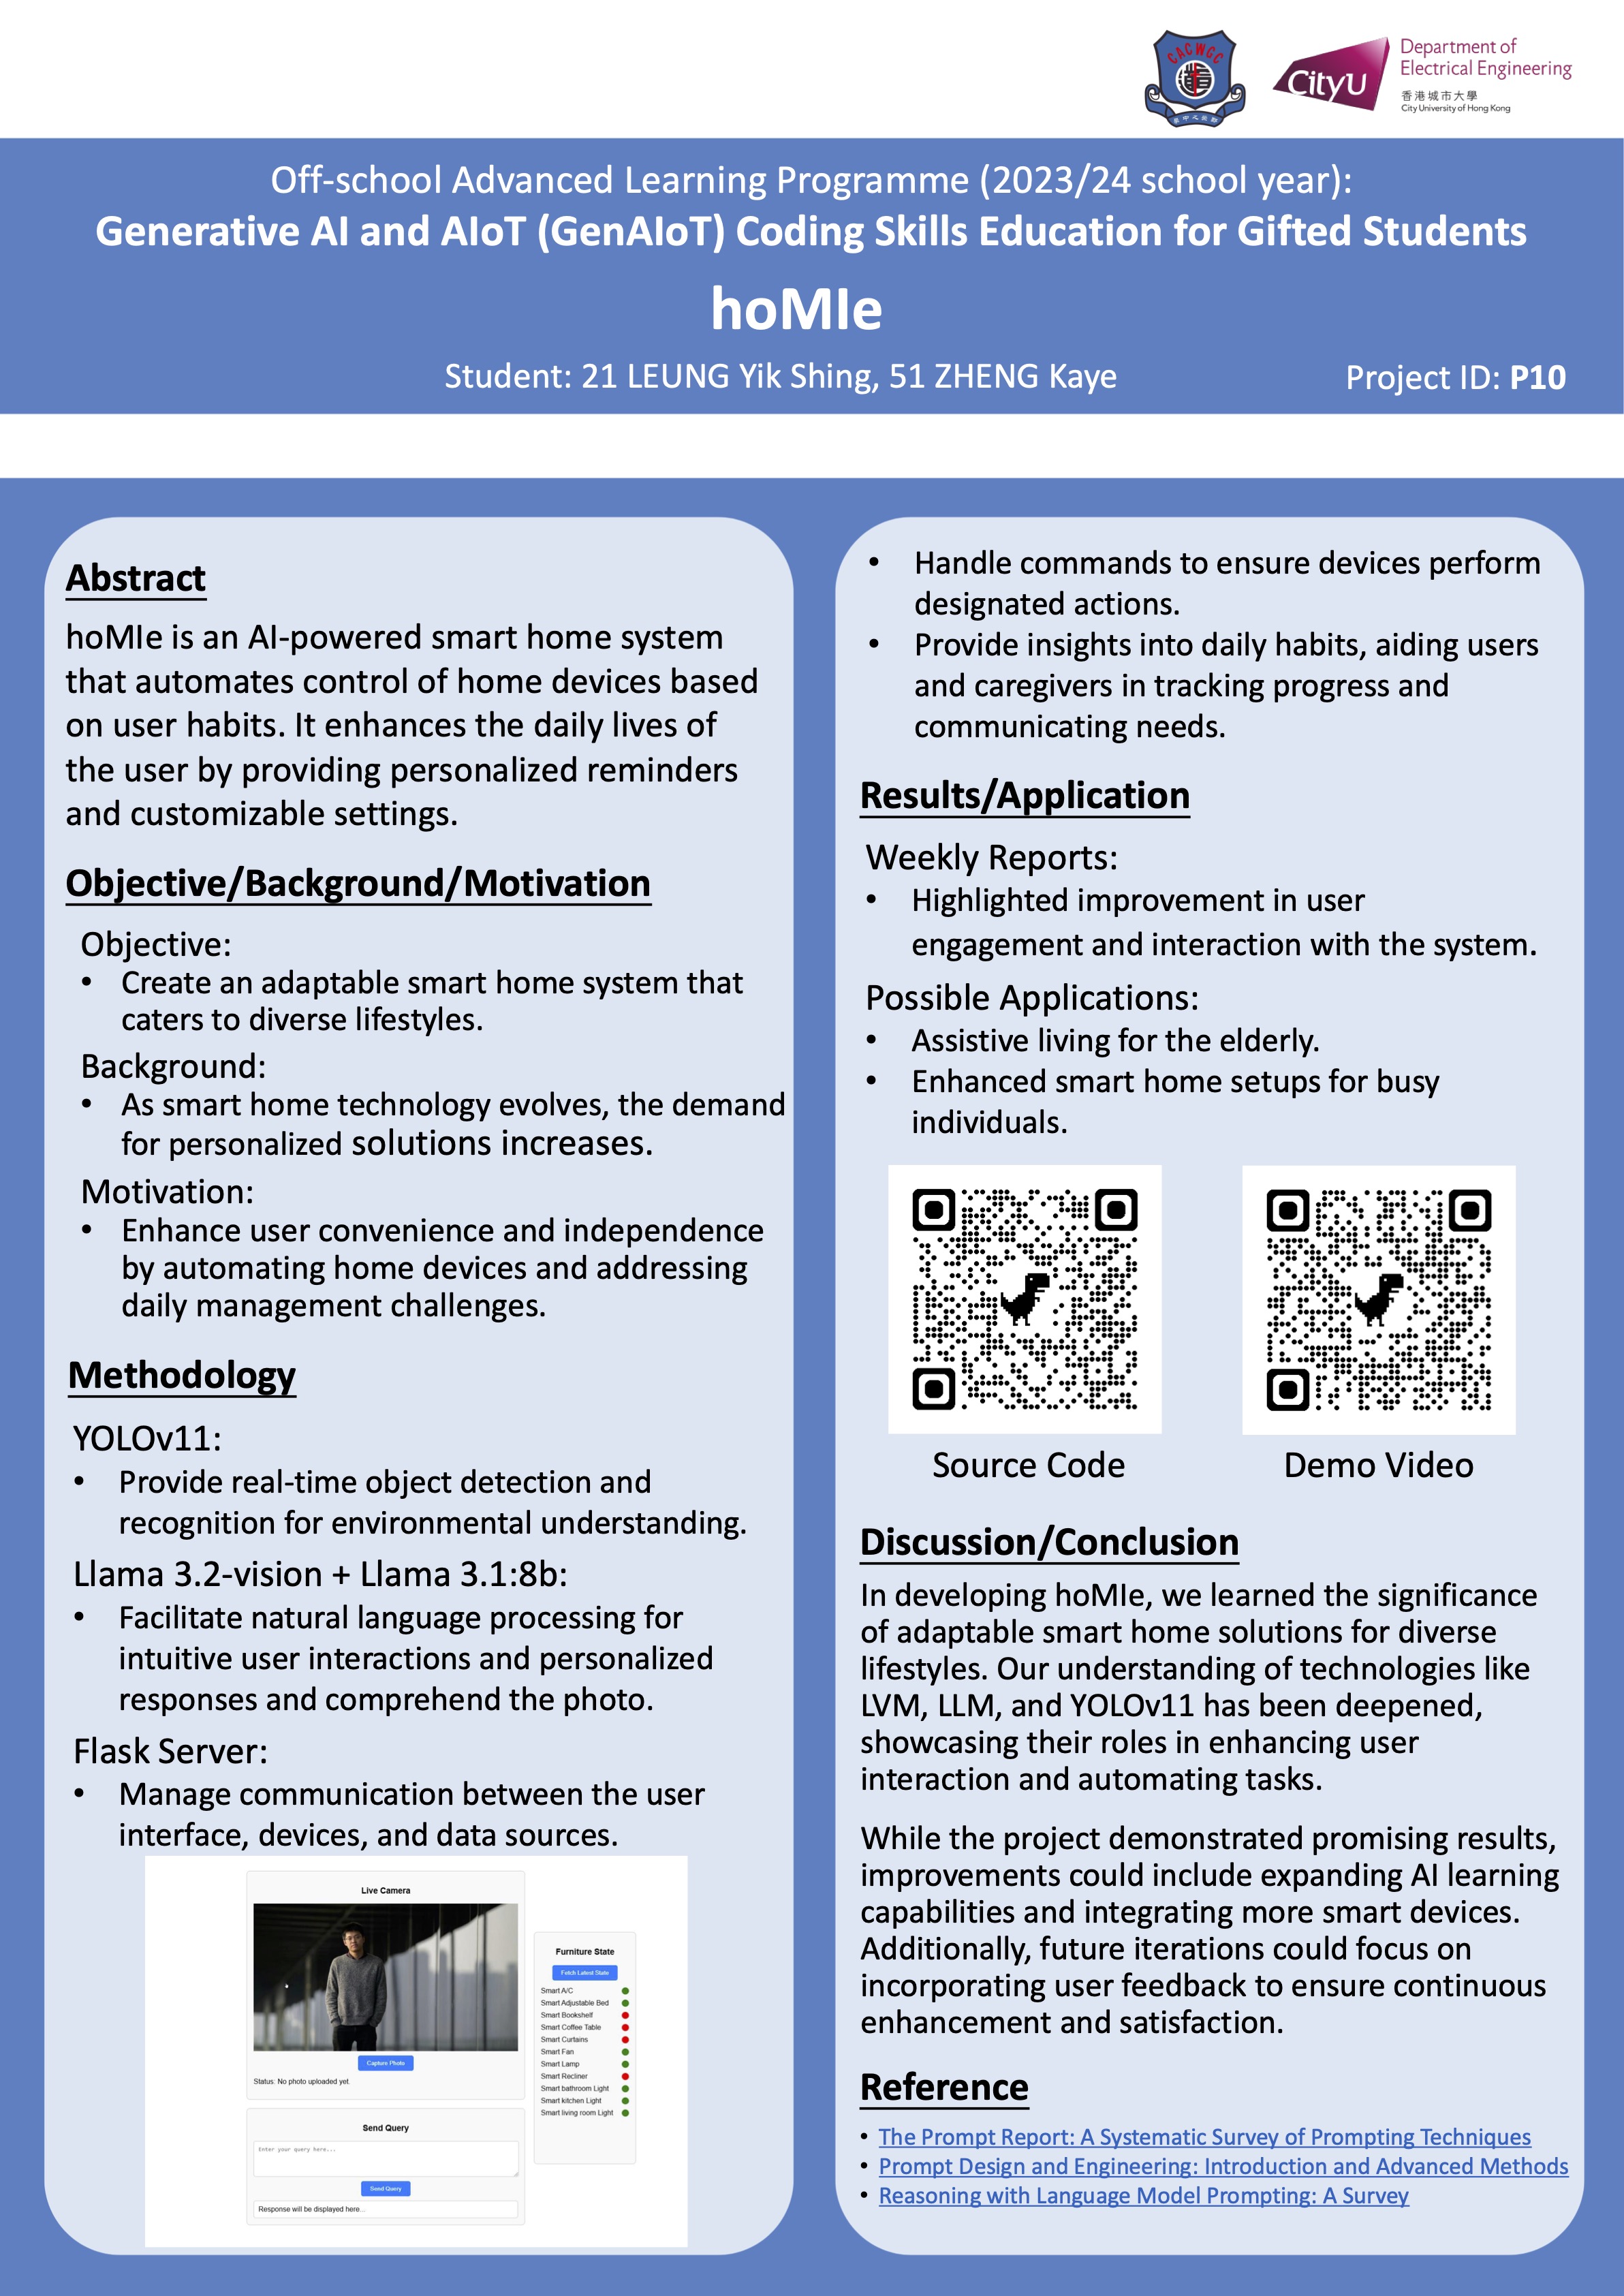 CACWGC
CityU
Department of
Electrical Engineering
香港城市大學
City University of Hong Kong
Off-school Advanced Learning Programme (2023/24 school year):
Generative AI and AIoT (GenAIoT) Coding Skills Education for Gifted Students
hoMIe
Student: 21 LEUNG Yik Shing, 51 ZHENG Kaye
Project ID: P10
Abstract
hoMIe is an AI-powered smart home system
that automates control of home devices based
on user habits. It enhances the daily lives of
the user by providing personalized reminders
and customizable settings.
Objective/Background/Motivation
Objective:
• Create an adaptable smart home system that
caters to diverse lifestyles.
Background:
• As smart home technology evolves, the demand
for personalized solutions increases.
Motivation:
• Enhance user convenience and independence
by automating home devices and addressing
daily management challenges.
Methodology
YOLOv11:
• Provide real-time object detection and
recognition for environmental understanding.
Llama 3.2-vision + Llama 3.1:8b:
• Facilitate natural language processing for
intuitive user interactions and personalized
responses and comprehend the photo.
Flask Server:
• Manage communication between the user
interface, devices, and data sources.
Live Camera
Capture Photo
Status: No photo uploaded yet.
Send Query
Enter your query here...
Send Query
Response will be displayed here...
Furniture State
Fetch Latest State
Smart A/C
Smart Adjustable Bed
Smart Bookshelf
Smart Coffee Table
Smart Curtains
Smart Fan
Smart Lamp
Smart Recliner
Smart bathroom Light
Smart kitchen Light
Smart living room Light
• Handle commands to ensure devices perform
designated actions.
• Provide insights into daily habits, aiding users
and caregivers in tracking progress and
communicating needs.
Results/Application
Weekly Reports:
• Highlighted improvement in user
engagement and interaction with the system.
Possible Applications:
• Assistive living for the elderly.
• Enhanced smart home setups for busy
individuals.
Source Code
Demo Video
Discussion/Conclusion
In developing hoMIe, we learned the significance
of adaptable smart home solutions for diverse
lifestyles. Our understanding of technologies like
LVM, LLM, and YOLOv11 has been deepened,
showcasing their roles in enhancing user
interaction and automating tasks.
While the project demonstrated promising results,
improvements could include expanding AI learning
capabilities and integrating more smart devices.
Additionally, future iterations could focus on
incorporating user feedback to ensure continuous
enhancement and satisfaction.
Reference
• The Prompt Report: A Systematic Survey of Prompting Techniques
• Prompt Design and Engineering: Introduction and Advanced Methods
• Reasoning with Language Model Prompting: A Survey